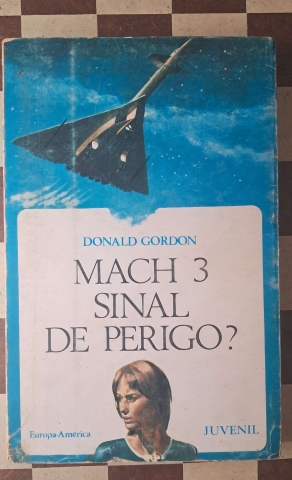 DONALD GORDON
MACH 3
SINAL
DE PERIGO?
Europa-América
JUVENIL